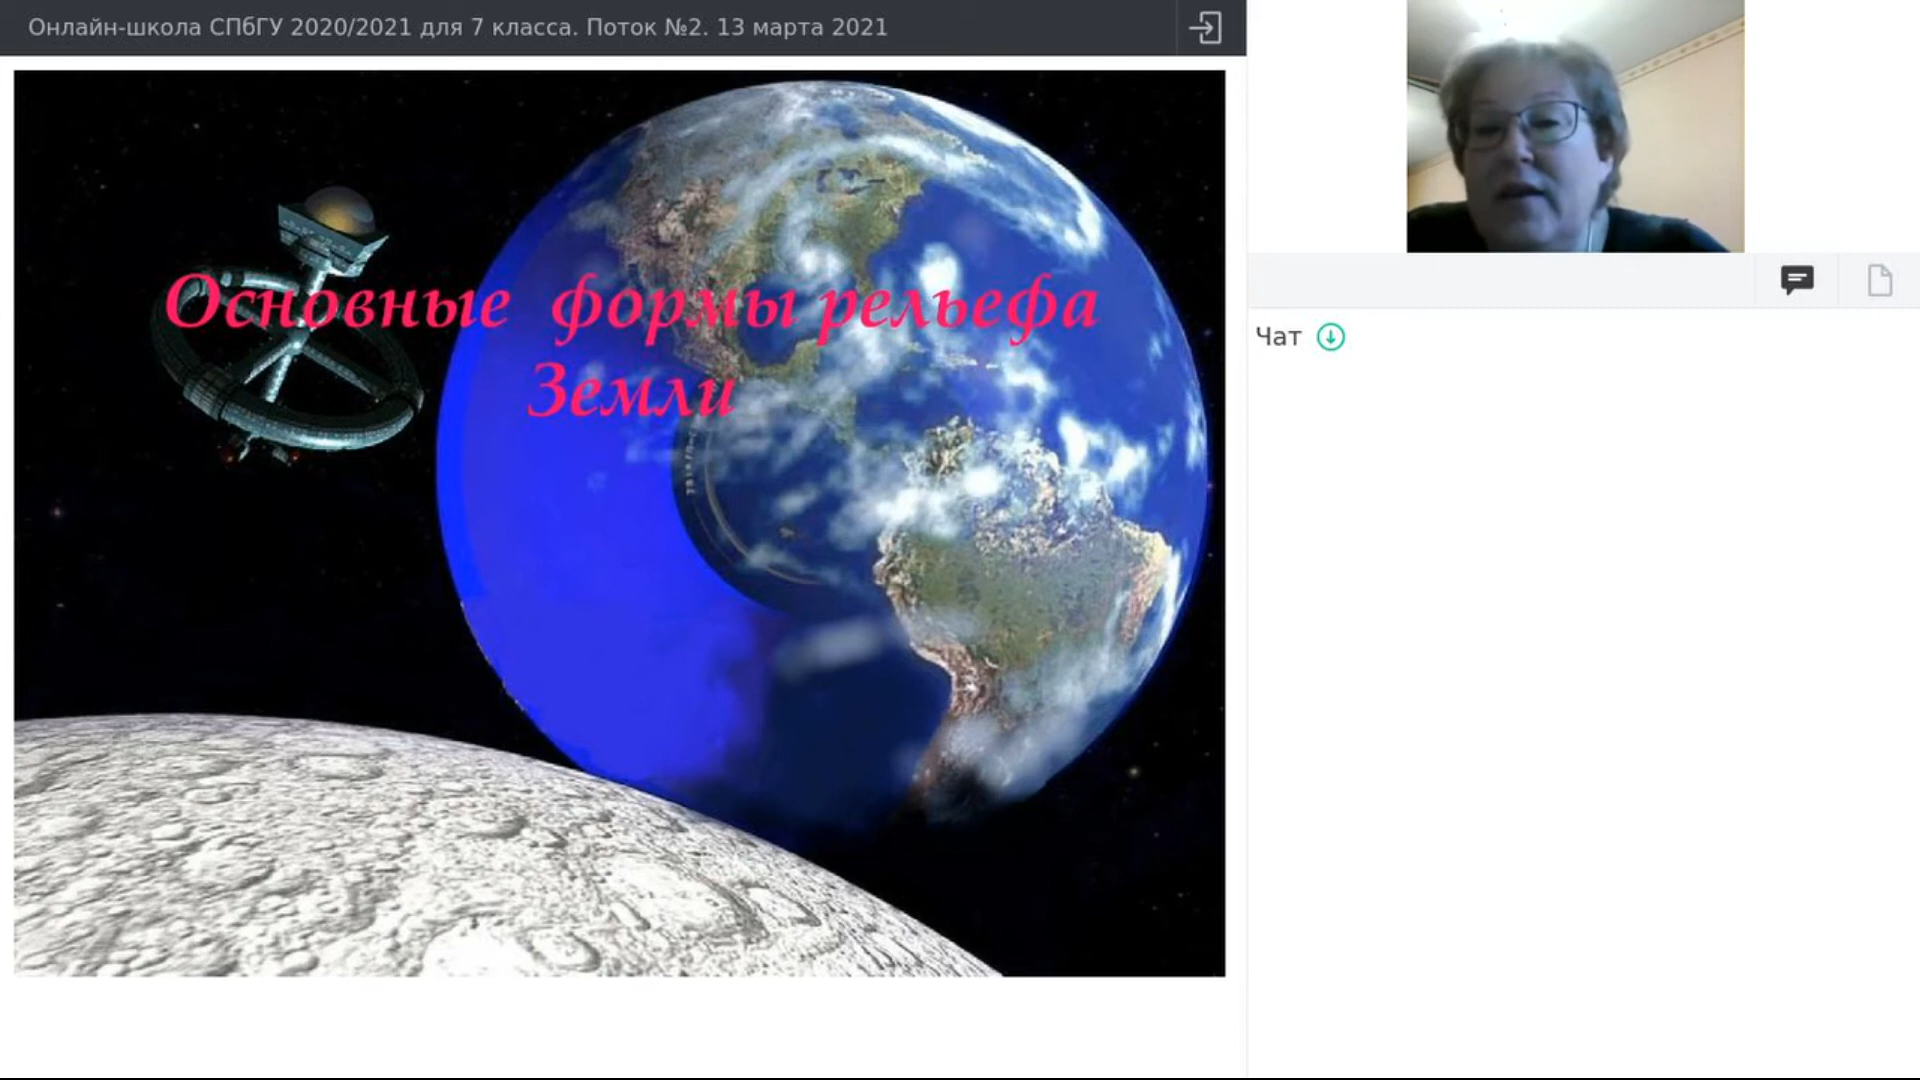 Онлайн-школа СПбГУ 2020/2021 для 7 класса. Поток №2. 13 марта 2021
Основные формы рельефа
Земли
Чат